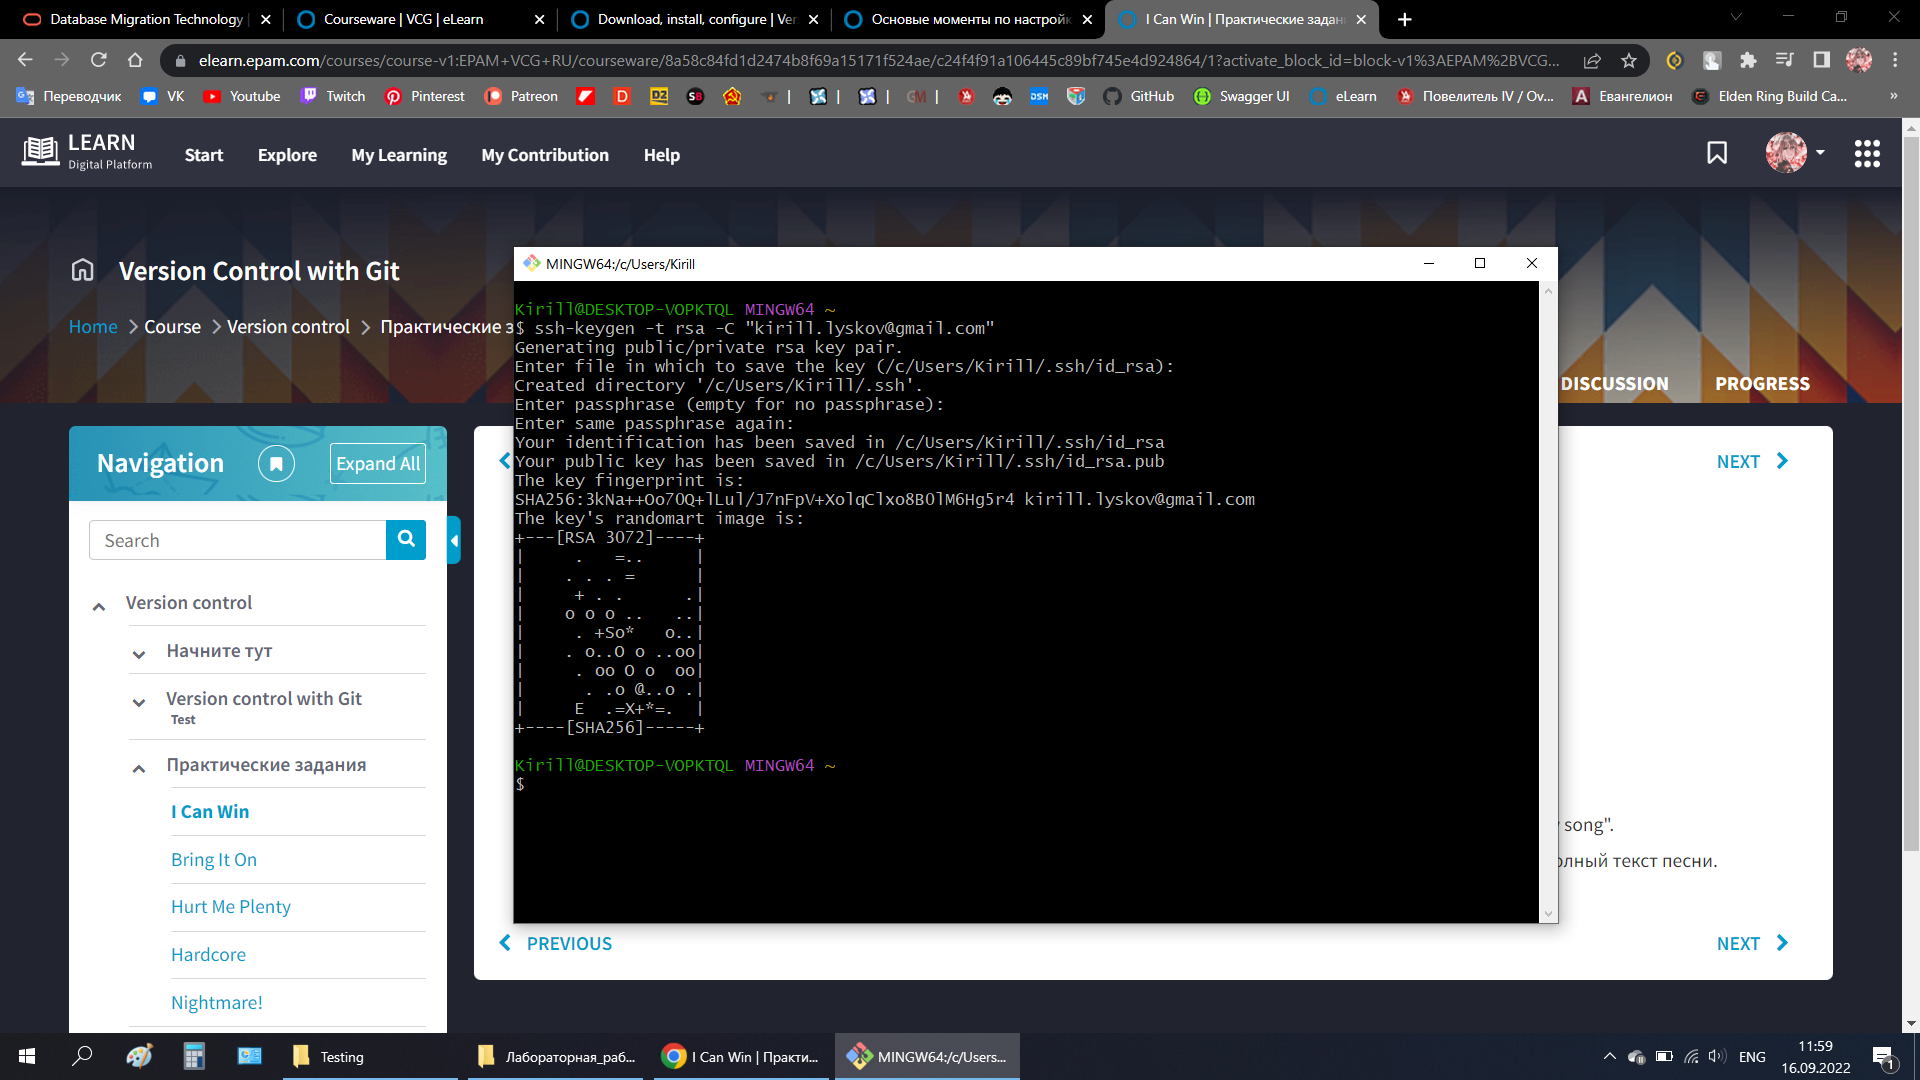 Database Migration Technology
Courseware | VCG | eLearn
Download, install, configure | Ver
Основые моменты по настройк
I Can Win | Практические задани
elearn.epam.com/courses/course-v1:EPAM+VCG+RU/courseware/8a58c84fd1d2474b8f69a15171f524ae/c24f4f91a106445c89bf745e4d924864/1?activate_block_id=block-v1%3AEPAM%2BVCG...
Переводчик
VK
Youtube
Twitch
Pinterest
Patreon
GitHub
Swagger UI
eLearn
Повелитель IV / Ov...
Евангелион
Elden Ring Build Ca...
LEARN
Digital Platform
Start
Explore
My Learning
My Contribution
Help
Version Control with Git
Home > Course > Version control > Практические з
DISCUSSION
PROGRESS
Navigation
Expand All
Search
Version control
Начните тут
Version control with Git
Test
Практические задания
I Can Win
Bring It On
Hurt Me Plenty
Hardcore
Nightmare!
MINGW64:/c/Users/Kirill
Kirill@DESKTOP-VOPKTQL MINGW64 ~
$ ssh-keygen -t rsa -C "kirill.lyskov@gmail.com"
Generating public/private rsa key pair.
Enter file in which to save the key (/c/Users/Kirill/.ssh/id_rsa):
Created directory '/c/Users/Kirill/.ssh'.
Enter passphrase (empty for no passphrase):
Enter same passphrase again:
Your identification has been saved in /c/Users/Kirill/.ssh/id_rsa
Your public key has been saved in /c/Users/Kirill/.ssh/id_rsa.pub
The key fingerprint is:
SHA256:3kNa++Oo70Q+lLul/J7nFpV+XolqClxo8BOlM6Hg5r4 kirill.lyskov@gmail.com
The key's randomart image is:
+---[RSA 3072]----+
|     .   =..     |
|    . . . =      |
|     + . .      .|
|    o o o ..   ..|
|     . +So*   o..|
|    . o..O o ..oo|
|     . oo O o  oo|
|      . .o @..o .|
|     E  .=X+*=.  |
+----[SHA256]-----+
Kirill@DESKTOP-VOPKTQL MINGW64 ~
$
NEXT
song".
лный текст песни.
PREVIOUS
NEXT
Testing
Лабораторная_раб...
I Can Win | Практи...
MINGW64:/c/Users...
ENG
11:59
16.09.2022
1